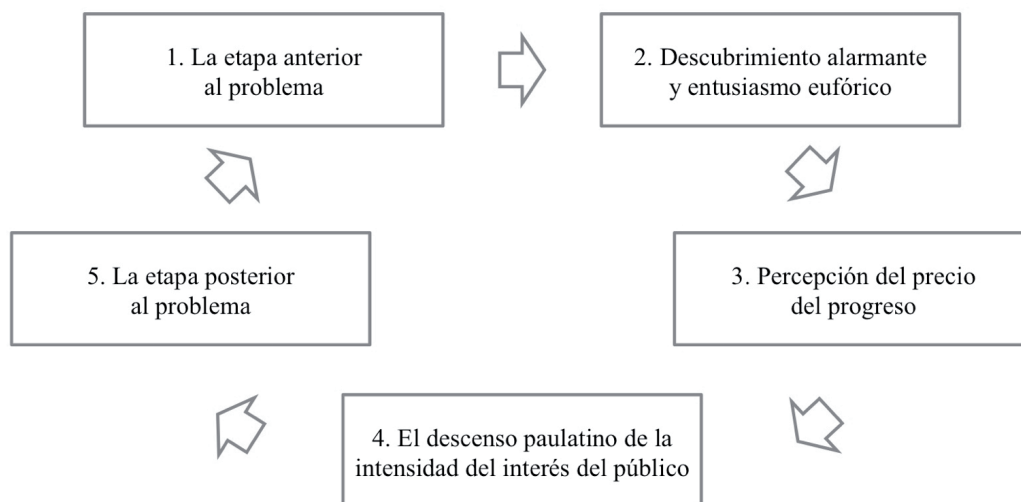 1. La etapa anterior
al problema
2. Descubrimiento alarmante
y entusiasmo eufórico
3. Percepción del precio
del progreso
4. El descenso paulatino de la
intensidad del interés del público
5. La etapa posterior
al problema